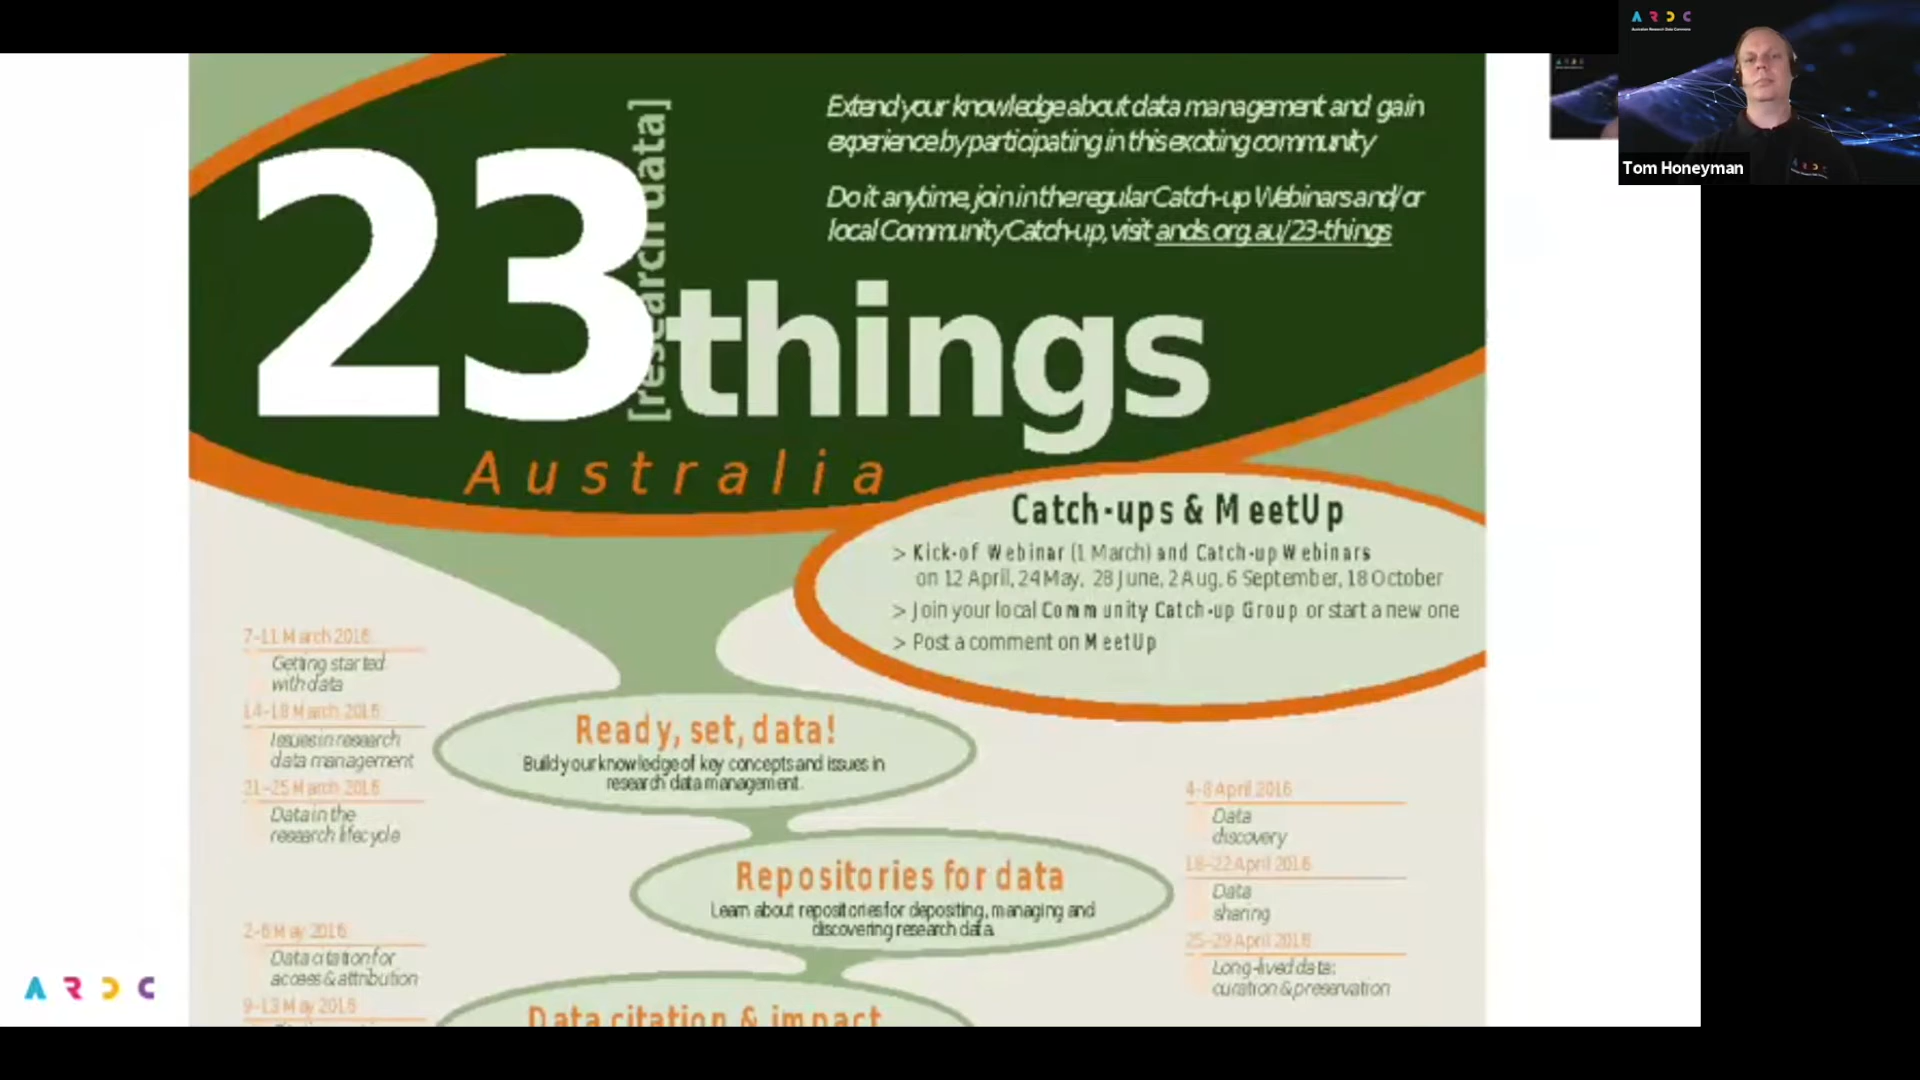 ARDC
Australian Research Data Commons
Tom Honeyman
Extend your knowledge about data management and gain
experience by participating in this exciting community
Do it anytime, join in the regular Catch-up Webinars and/or
local Community Catch-up, visit ands.org.au/23-things
23
[research data]
things
Australia
Catch-ups & MeetUp
> Kick-of Webinar (1 March) and Catch-up Webinars
on 12 April, 24 May, 28 June, 2 Aug, 6 September, 18 October
> Join your local Community Catch-up Group or start a new one
> Post a comment on MeetUp
7-11 March 2016
Getting started
with data
14-18 March 2016
Issues in research
data management
21-25 March 2016
Data in the
research lifecycle
Ready, set, data!
Build your knowledge of key concepts and issues in
research data management.
4-8 April 2016
Data
discovery
18-22 April 2016
Data
sharing
25-29 April 2016
Long-lived data:
curation & preservation
Repositories for data
Learn about repositories for depositing, managing and
discovering research data.
2-6 May 2016
Data citation for
access & attribution
9-13 May 2016
Data citation & impact
ARDC